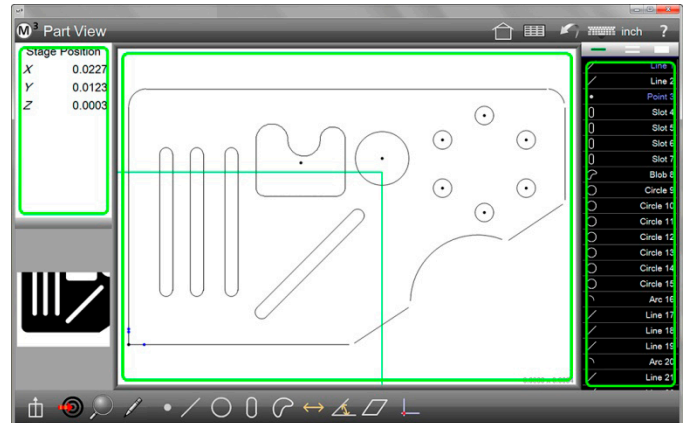 M³ Part View
inch ?
Stage Position
X 0.0227
Y 0.0123
Z 0.0003
Line
Line 2
Point 3
Slot 4
Slot 5
Slot 6
Slot 7
Blob 8
Circle 9
Circle 10
Circle 11
Circle 12
Circle 13
Circle 14
Circle 15
Arc 16
Line 17
Line 18
Line 19
Arc 20
Line 21